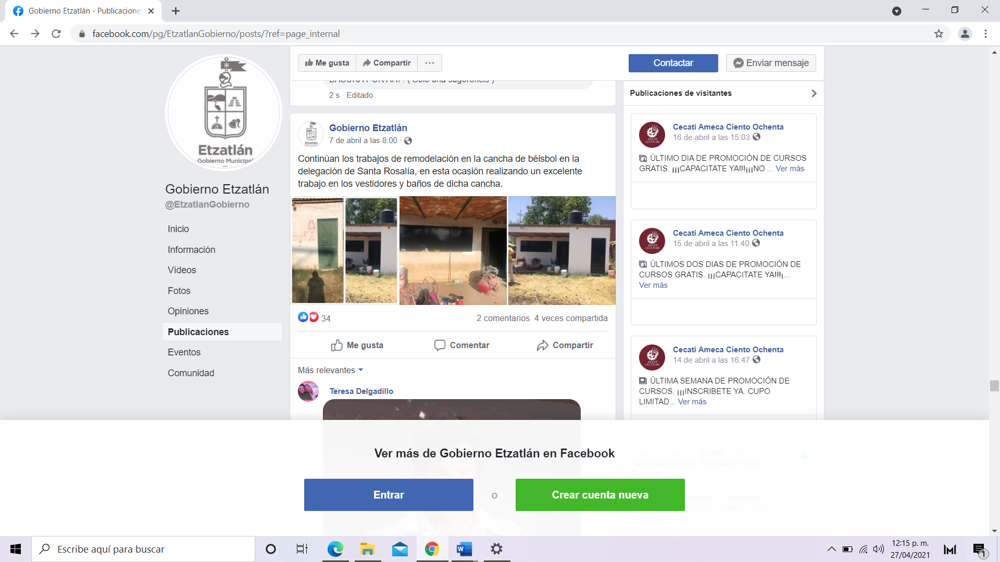 Gobierno Etzatlán - Publicacione
facebook.com/pg/EtzatlanGobierno/posts/?ref=page_internal
Me gusta
Compartir
Contactar
Enviar mensaje
2 s · Editado
Etzatlán
Gobierno Municipal
Gobierno Etzatlán
@EtzatlanGobierno
Inicio
Información
Vídeos
Fotos
Opiniones
Publicaciones
Eventos
Comunidad
Gobierno Etzatlán
7 de abril a las 8:00 ·
Continúan los trabajos de remodelación en la cancha de béisbol en la
delegación de Santa Rosalía, en esta ocasión realizando un excelente
trabajo en los vestidores y baños de dicha cancha.
34
2 comentarios 4 veces compartida
Me gusta
Comentar
Compartir
Más relevantes
Teresa Delgadillo
Publicaciones de visitantes
Cecati Ameca Ciento Ochenta
16 de abril a las 15:03
ÚLTIMO DIA DE PROMOCIÓN DE CURSOS
GRATIS. ¡¡¡CAPACITATE YA!!!¡¡¡NO ... Ver más
Cecati Ameca Ciento Ochenta
15 de abril a las 11:40
ÚLTIMOS DOS DIAS DE PROMOCIÓN DE
CURSOS GRATIS. ¡¡¡CAPACITATE YA!!!¡...
Ver más
Cecati Ameca Ciento Ochenta
14 de abril a las 16:47
ÚLTIMA SEMANA DE PROMOCIÓN DE
CURSOS. ¡¡¡INSCRIBETE YA. CUPO
LIMITAD... Ver más
Ver más de Gobierno Etzatlán en Facebook
Entrar
o
Crear cuenta nueva
Español (España) · English (US) ·
Português (Brasil) · Français (France) ·
Deutsch
Facebook © 2021
Escribe aquí para buscar
12:15 p. m.
27/04/2021
1